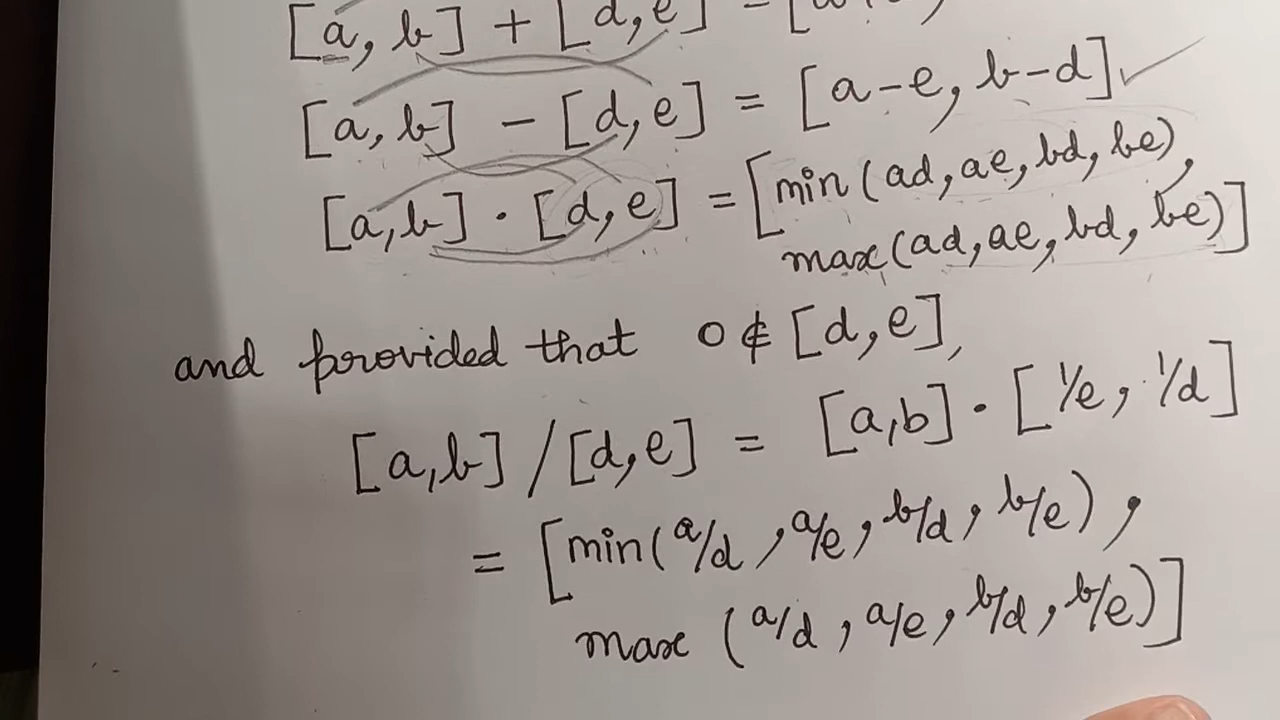 [a, b] + [d, e] = [
[a, b] - [d, e] = [a-e, b-d] ✓
[a, b] · [d, e] = [min (ad, ae, bd, be),
max (ad, ae, bd, be)]
and provided that 0 ∉ [d, e],
[a, b] / [d, e] = [a, b] · [1/e, 1/d]
= [min (a/d, a/e, b/d, b/e),
max (a/d, a/e, b/d, b/e)]